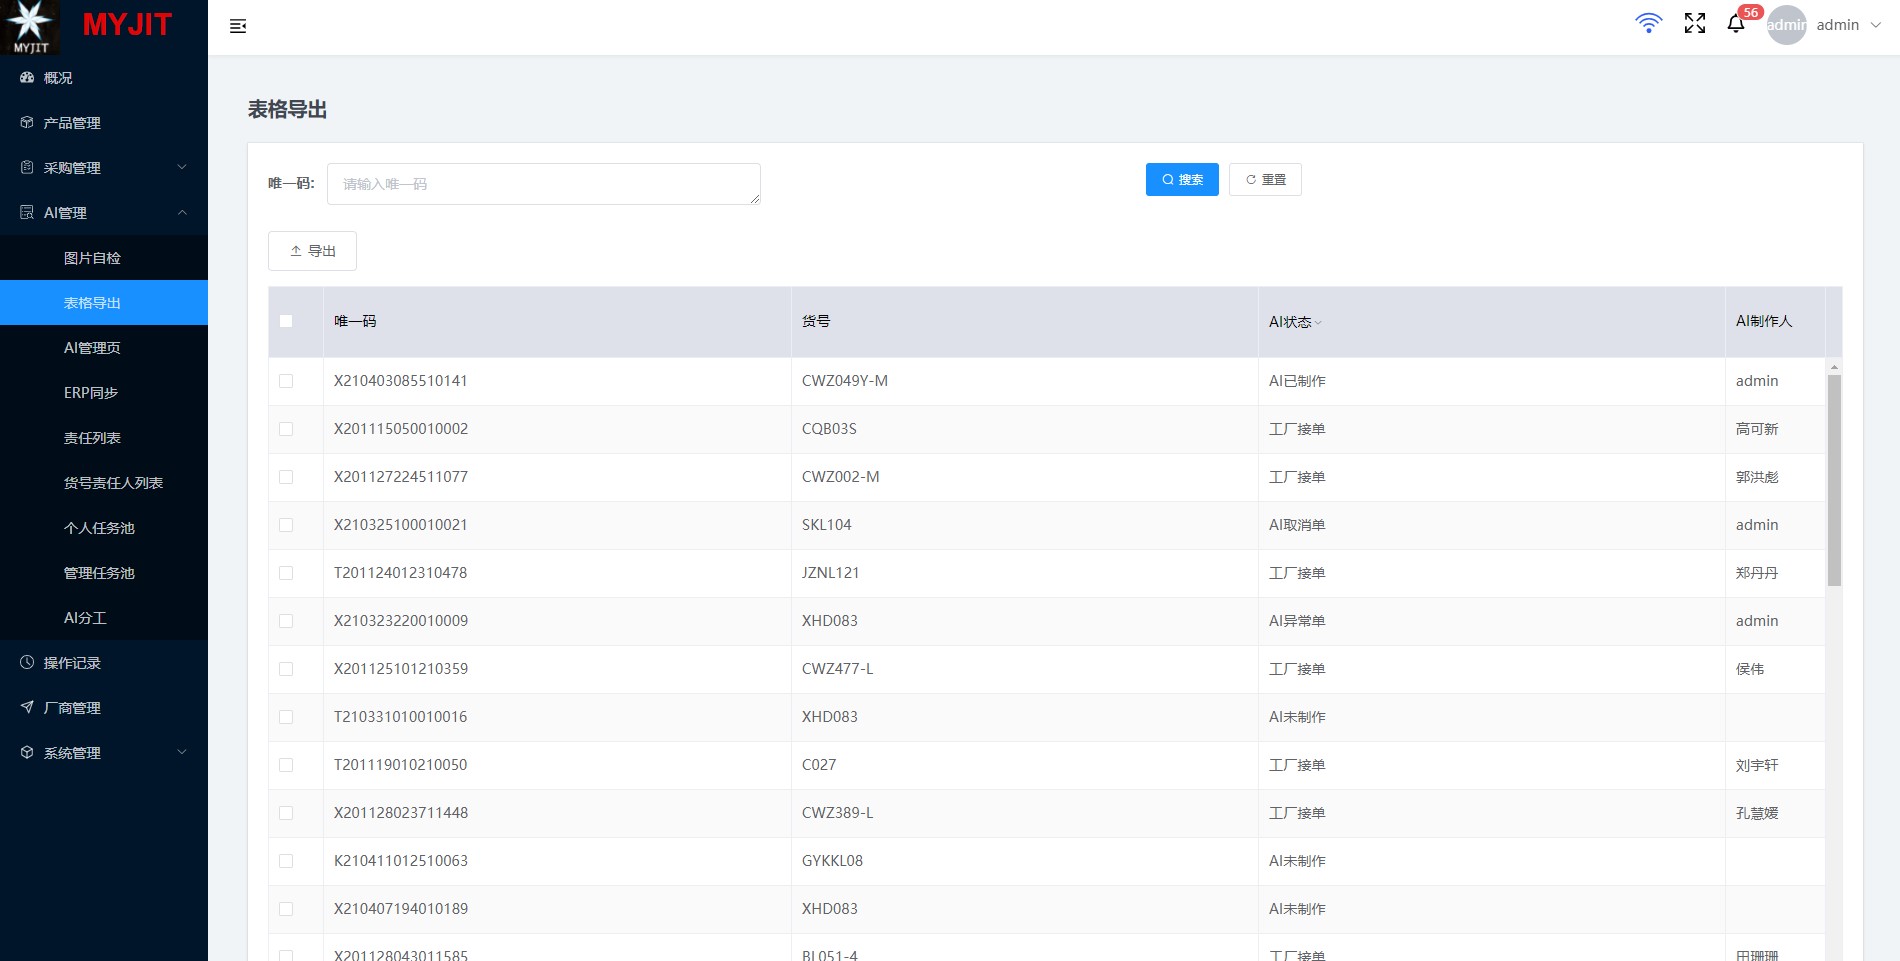 MYJIT
MYJIT
56
admin
admin
概况
产品管理
采购管理
AI管理
图片自检
表格导出
AI管理页
ERP同步
责任列表
货号责任人列表
个人任务池
管理任务池
AI分工
操作记录
厂商管理
系统管理
表格导出
唯一码:
请输入唯一码
搜索
重置
导出
唯一码 货号 AI状态 AI制作人
X210403085510141 CWZ049Y-M AI已制作 admin
X201115050010002 CQB03S 工厂接单 高可新
X201127224511077 CWZ002-M 工厂接单 郭洪彪
X210325100010021 SKL104 AI取消单 admin
T201124012310478 JZNL121 工厂接单 郑丹丹
X210323220010009 XHD083 AI异常单 admin
X201125101210359 CWZ477-L 工厂接单 侯伟
T210331010010016 XHD083 AI未制作
T201119010210050 C027 工厂接单 刘宇轩
X201128023711448 CWZ389-L 工厂接单 孔慧媛
K210411012510063 GYKKL08 AI未制作
X210407194010189 XHD083 AI未制作
X201128043011585 BL051-4 工厂接单 田珊珊